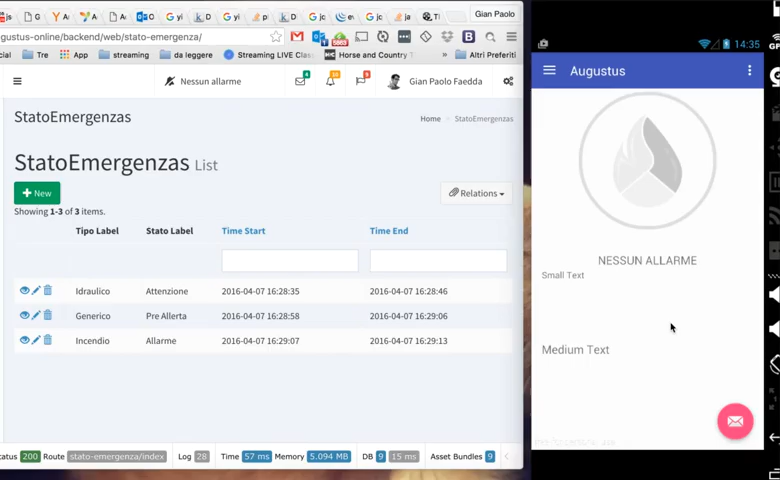 Gian Paolo
gustus-online/backend/web/stato-emergenza/
Tre App streaming da leggere Streaming LIVE Horse and Country T Altri Preferiti
Nessun allarme 4 10 9 Gian Paolo Faedda
StatoEmergenzas
Home StatoEmergenzas
StatoEmergenzas List
New
Relations
Showing 1-3 of 3 items.
Tipo Label Stato Label Time Start Time End
Idraulico Attenzione 2016-04-07 16:28:35 2016-04-07 16:28:46
Generico Pre Allerta 2016-04-07 16:28:58 2016-04-07 16:29:06
Incendio Allarme 2016-04-07 16:29:07 2016-04-07 16:29:13
tatus 200 Route stato-emergenza/index Log 28 Time 57 ms Memory 5.094 MB DB 9 15 ms Asset Bundles 9
14:35
Augustus
NESSUN ALLARME
Small Text
Medium Text